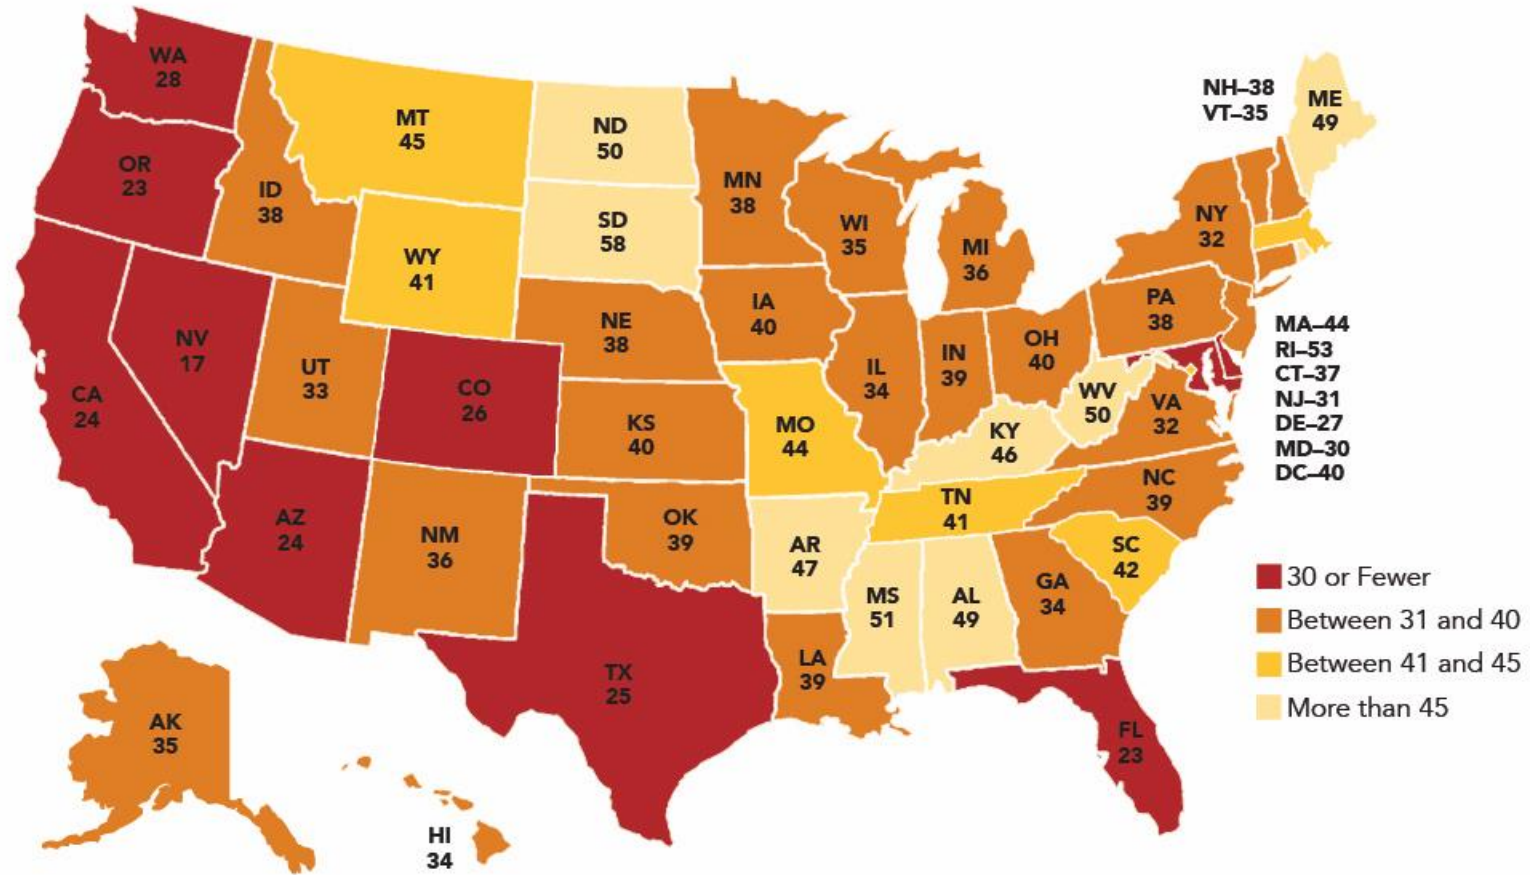 WA
28
OR
23
CA
24
NV
17
ID
38
MT
45
WY
41
UT
33
CO
26
AZ
24
NM
36
ND
50
SD
58
NE
38
KS
40
OK
39
TX
25
MN
38
IA
40
MO
44
AR
47
LA
39
WI
35
IL
34
MI
36
IN
39
OH
40
KY
46
TN
41
MS
51
AL
49
GA
34
FL
23
SC
42
NC
39
VA
32
WV
50
PA
38
NY
32
NH–38
VT–35
ME
49
MA–44
RI–53
CT–37
NJ–31
DE–27
MD–30
DC–40
AK
35
HI
34
30 or Fewer
Between 31 and 40
Between 41 and 45
More than 45